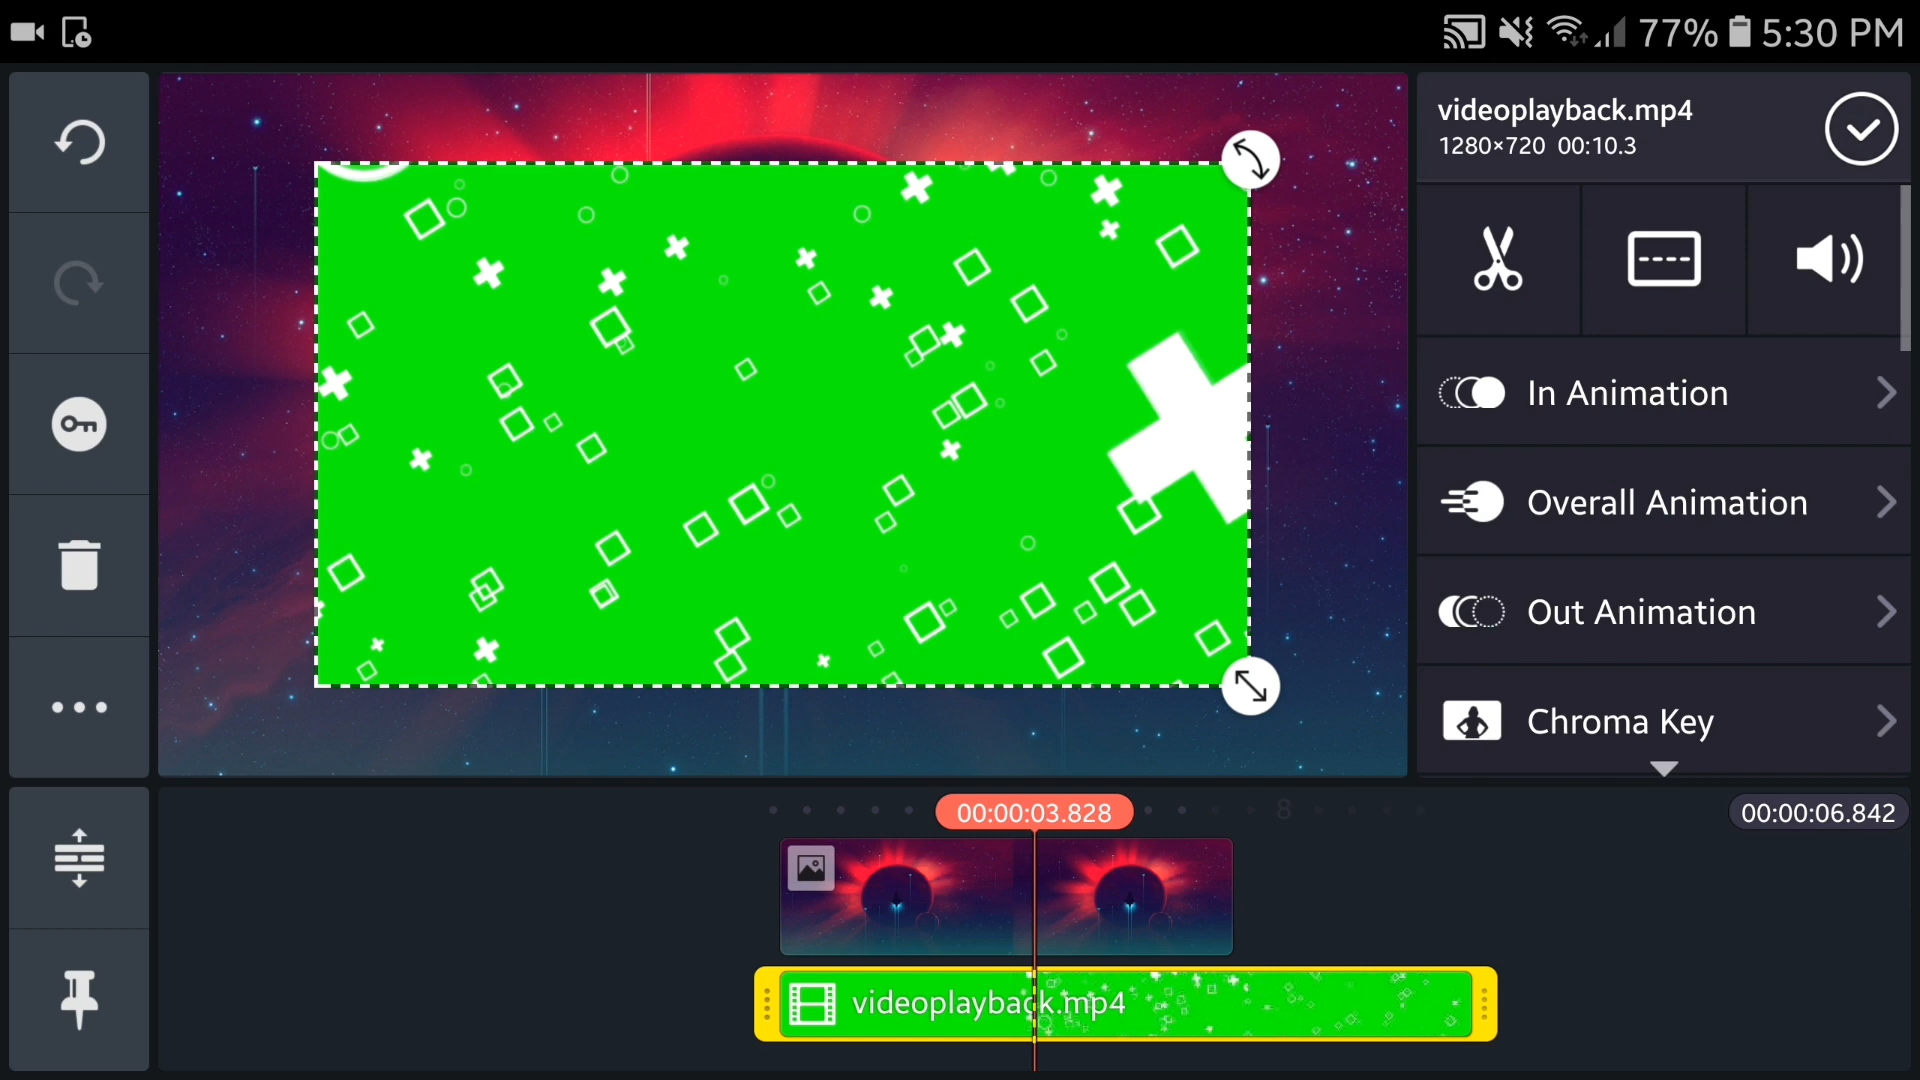 77% 5:30 PM
videoplayback.mp4
1280×720 00:10.3
In Animation
Overall Animation
Out Animation
Chroma Key
00:00:03.828
8
00:00:06.842
videoplayback.mp4